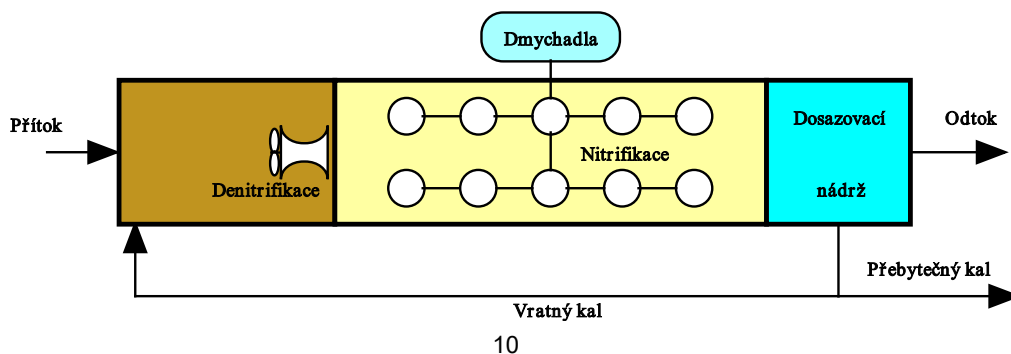 Dmychadla
Přítok
Dosazovací
Odtok
Nitrifikace
Denitrifikace
nádrž
Přebytečný kal
Vratný kal
10